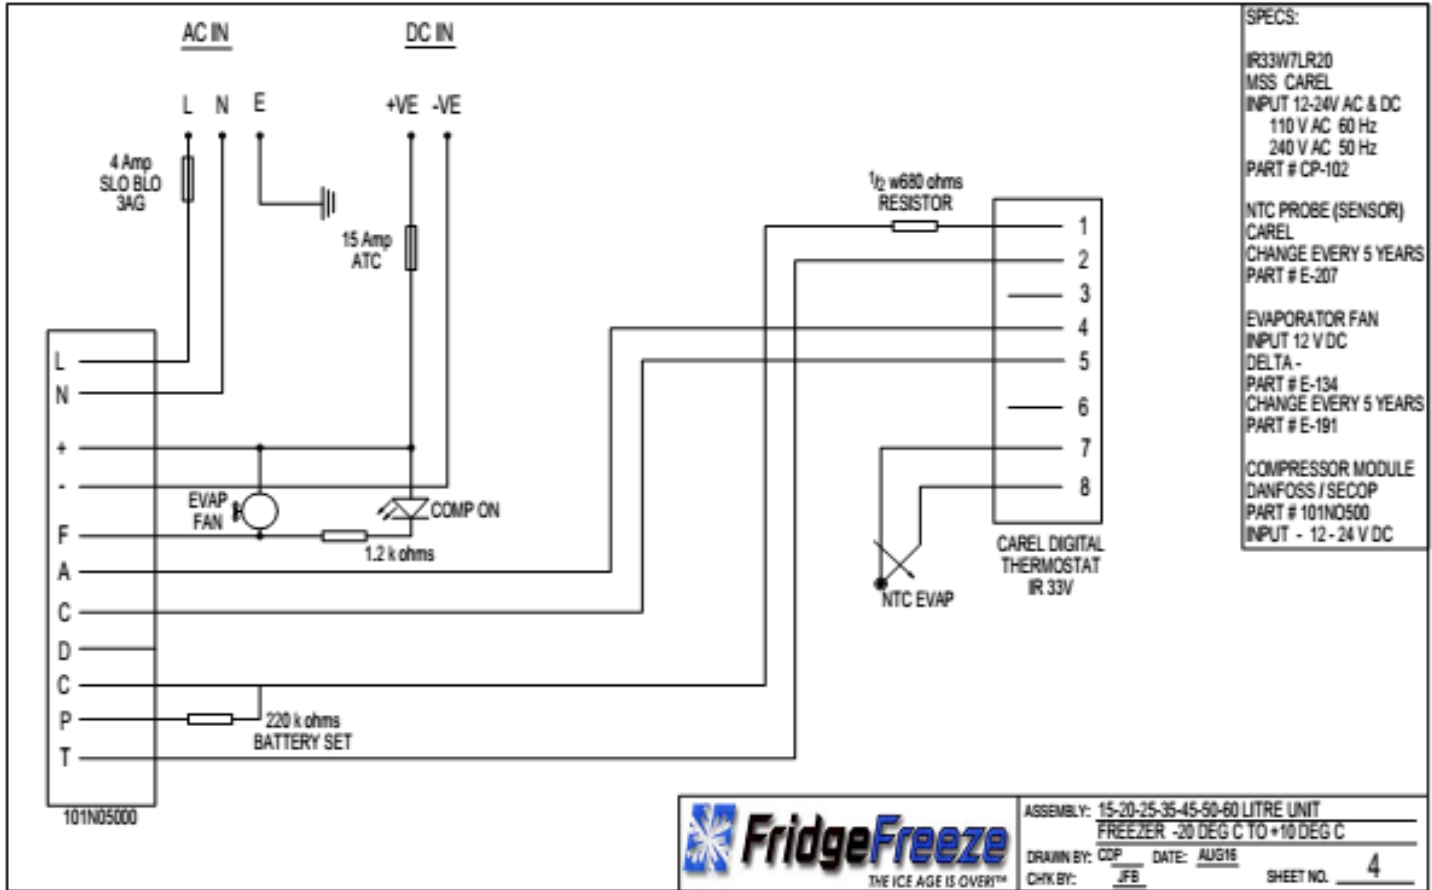 AC IN
DC IN
L N E
+VE -VE
4 Amp
SLO BLO
3AG
15 Amp
ATC
1/2 w680 ohms
RESISTOR
1
2
3
4
5
6
7
8
CAREL DIGITAL
THERMOSTAT
IR 33V
NTC EVAP
L
N
+
-
F
A
C
D
C
P
T
101N05000
EVAP
FAN
COMP ON
1.2 k ohms
220 k ohms
BATTERY SET
SPECS:
IR33W7LR20
MSS CAREL
INPUT 12-24V AC & DC
110 V AC 60 Hz
240 V AC 50 Hz
PART # CP-102
NTC PROBE (SENSOR)
CAREL
CHANGE EVERY 5 YEARS
PART # E-207
EVAPORATOR FAN
INPUT 12 V DC
DELTA -
PART # E-134
CHANGE EVERY 5 YEARS
PART # E-191
COMPRESSOR MODULE
DANFOSS / SECOP
PART # 101NO500
INPUT - 12 - 24 V DC
FridgeFreeze
THE ICE AGE IS OVER!™
ASSEMBLY: 15-20-25-35-45-50-60 LITRE UNIT
FREEZER -20 DEG C TO +10 DEG C
DRAWN BY: CDP DATE: AUG16
CHK BY: JFB SHEET NO. 4